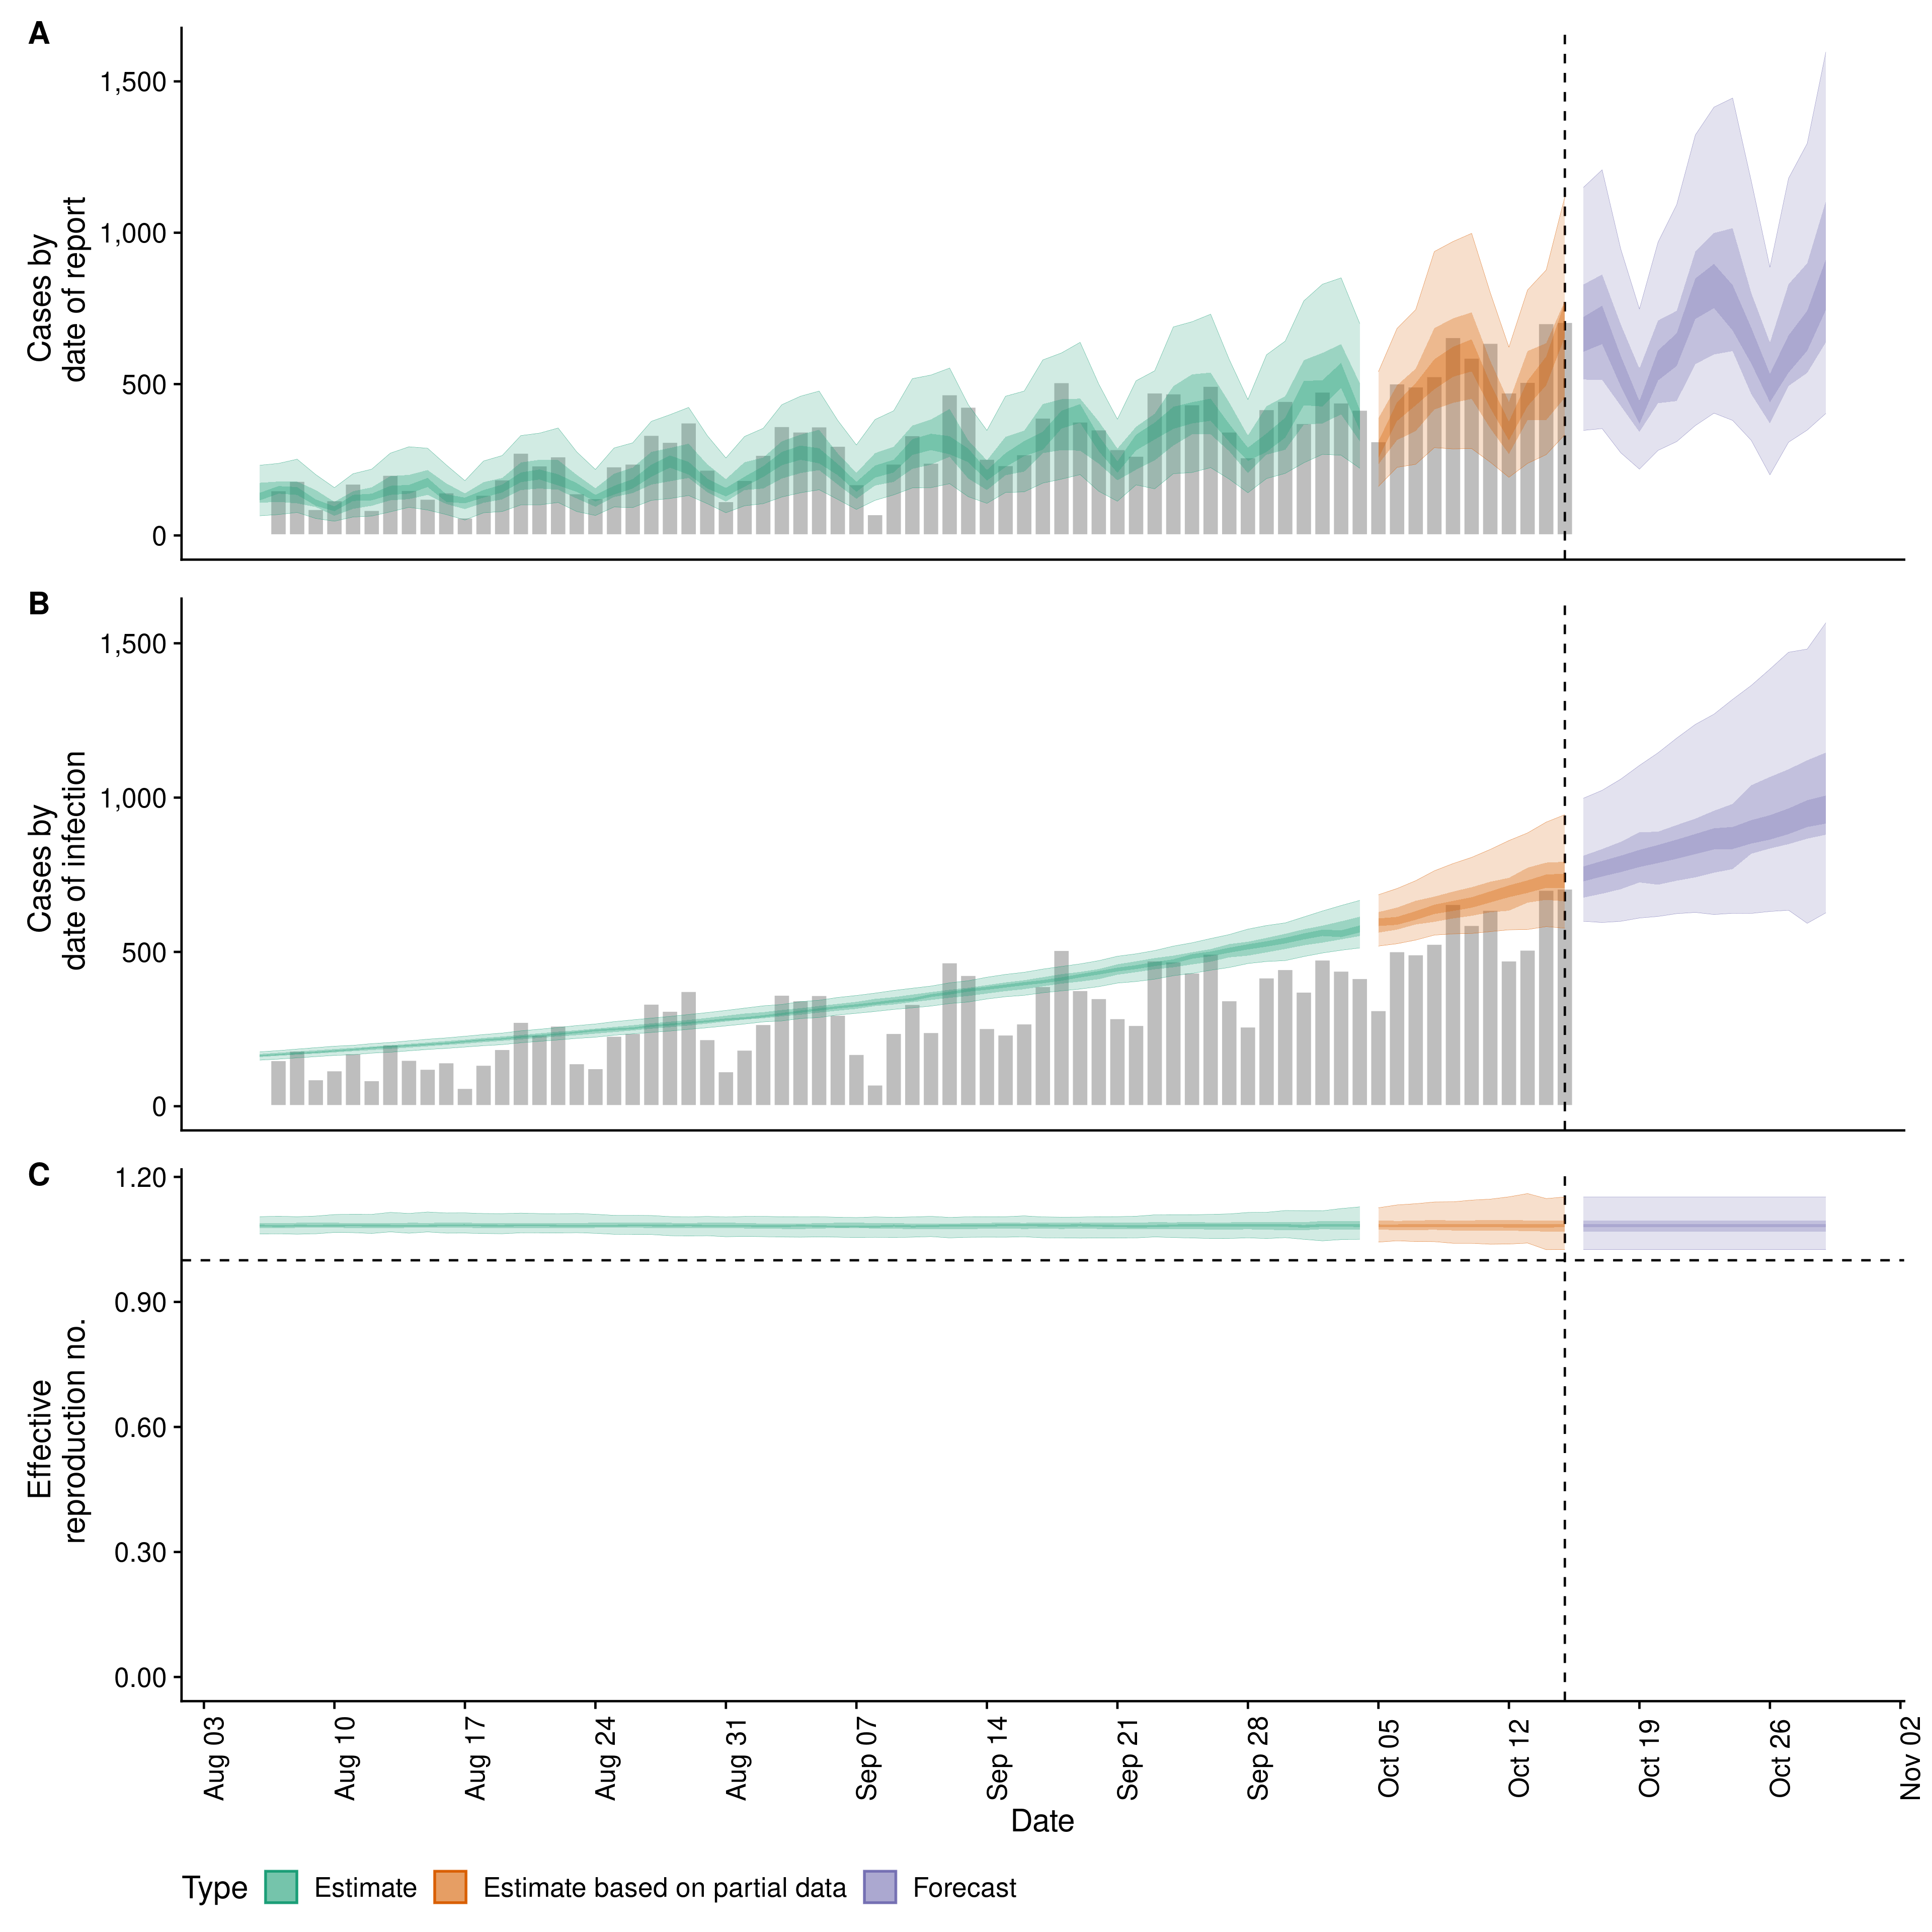 A
1,500
1,000
500
0
Cases by
date of report
B
1,500
1,000
500
0
Cases by
date of infection
C
1.20
0.90
0.60
0.30
0.00
Effective
reproduction no.
Aug 03
Aug 10
Aug 17
Aug 24
Aug 31
Sep 07
Sep 14
Sep 21
Sep 28
Oct 05
Oct 12
Oct 19
Oct 26
Nov 02
Date
Type Estimate Estimate based on partial data Forecast